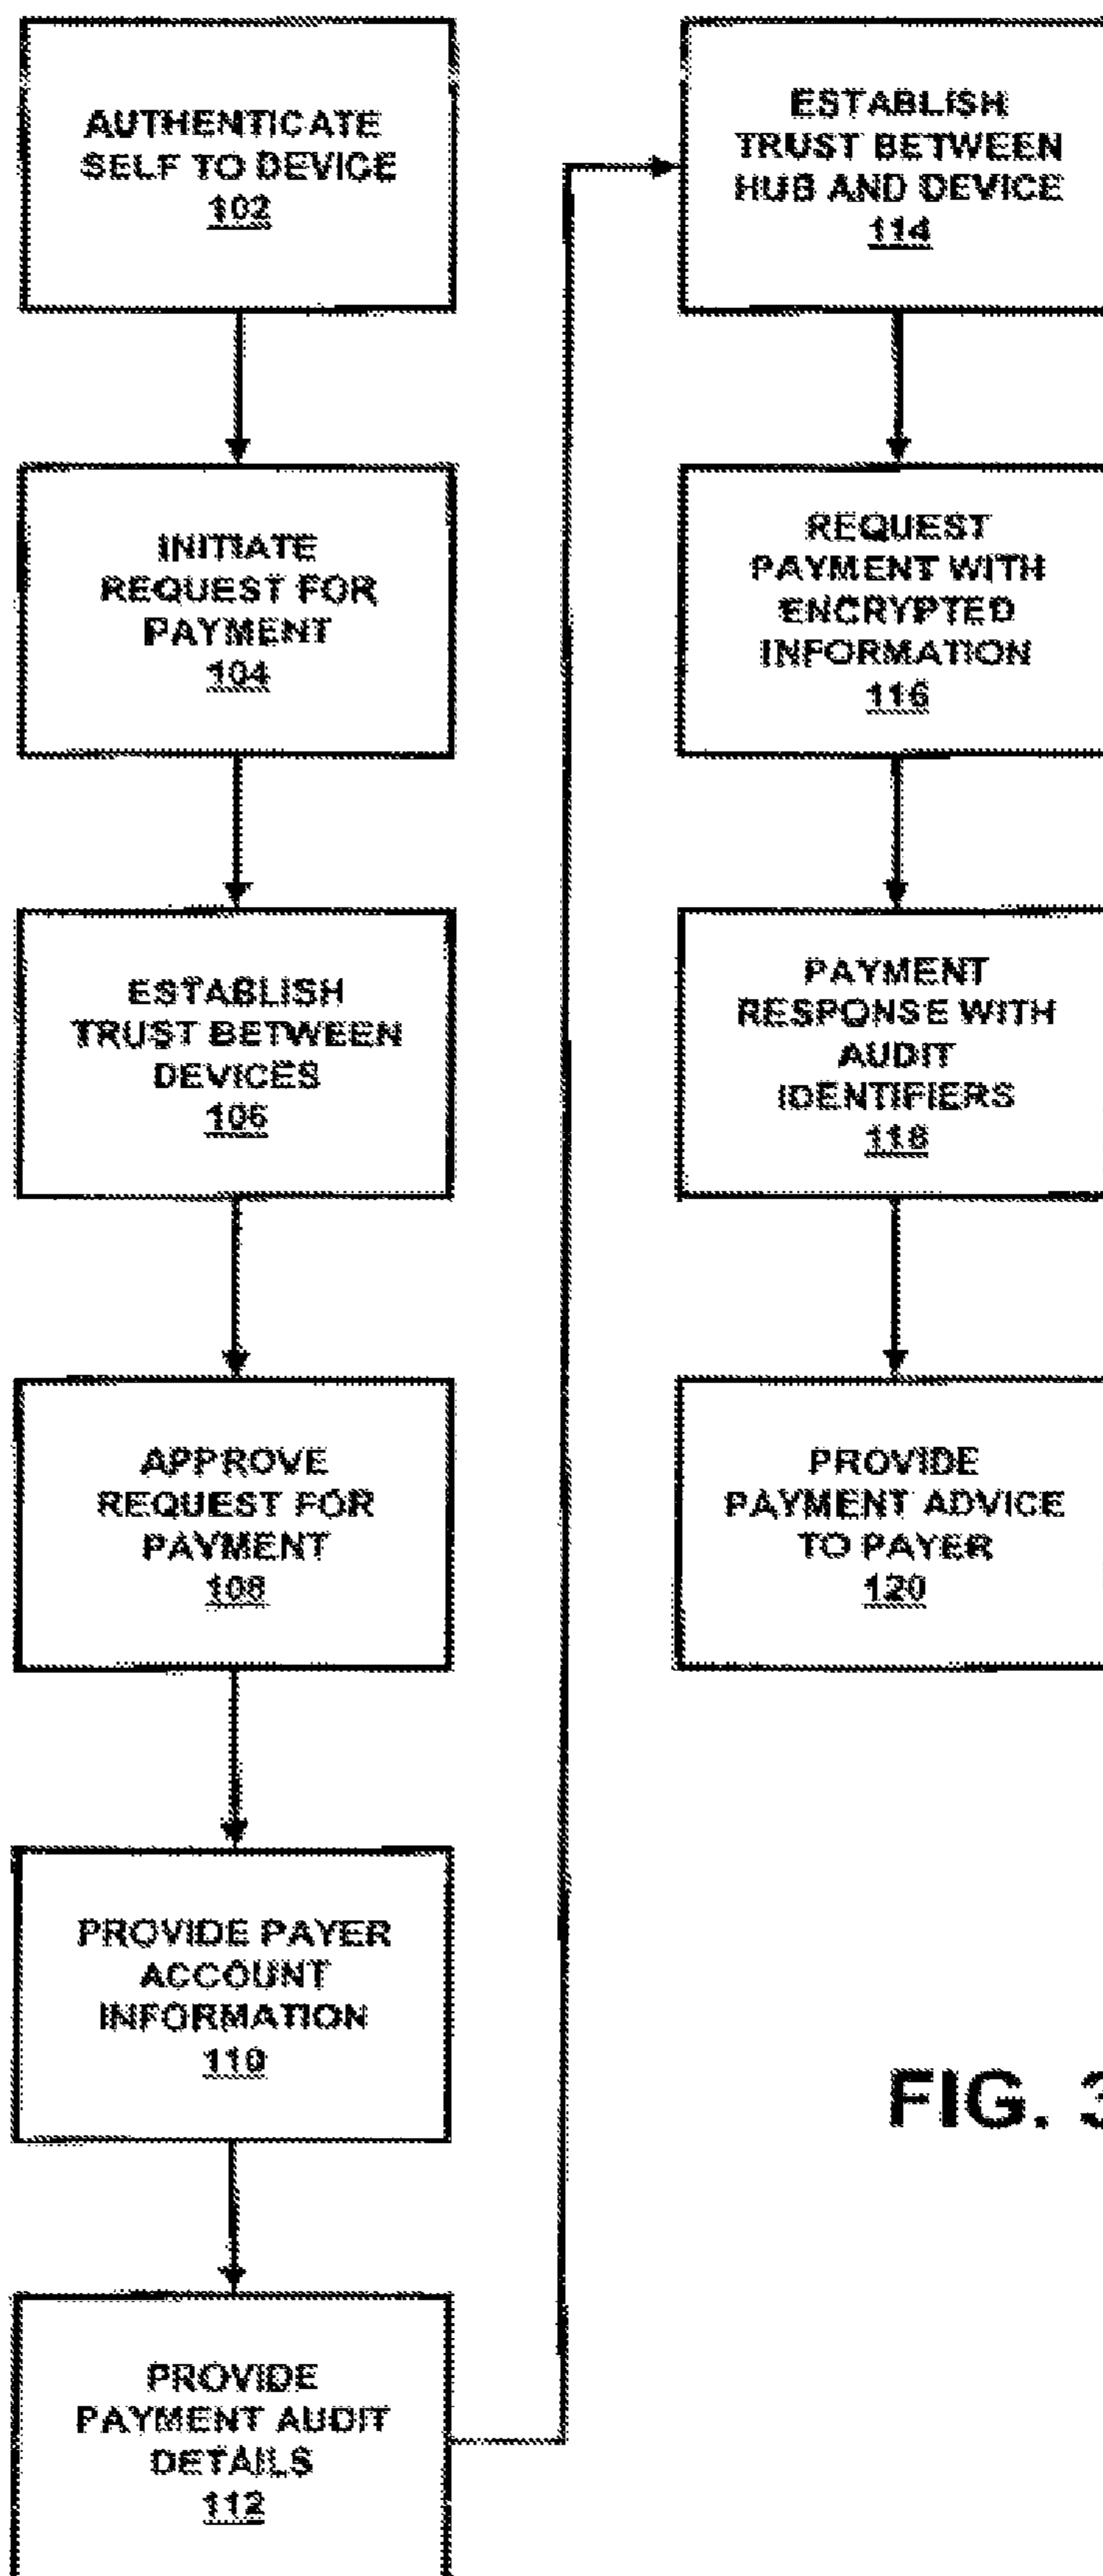 AUTHENTICATE
SELF TO DEVICE
102
INITIATE
REQUEST FOR
PAYMENT
104
ESTABLISH
TRUST BETWEEN
DEVICES
106
APPROVE
REQUEST FOR
PAYMENT
108
PROVIDE PAYER
ACCOUNT
INFORMATION
110
PROVIDE
PAYMENT AUDIT
DETAILS
112
ESTABLISH
TRUST BETWEEN
HUB AND DEVICE
114
REQUEST
PAYMENT WITH
ENCRYPTED
INFORMATION
116
PAYMENT
RESPONSE WITH
AUDIT
IDENTIFIERS
118
PROVIDE
PAYMENT ADVICE
TO PAYER
120
FIG. 3